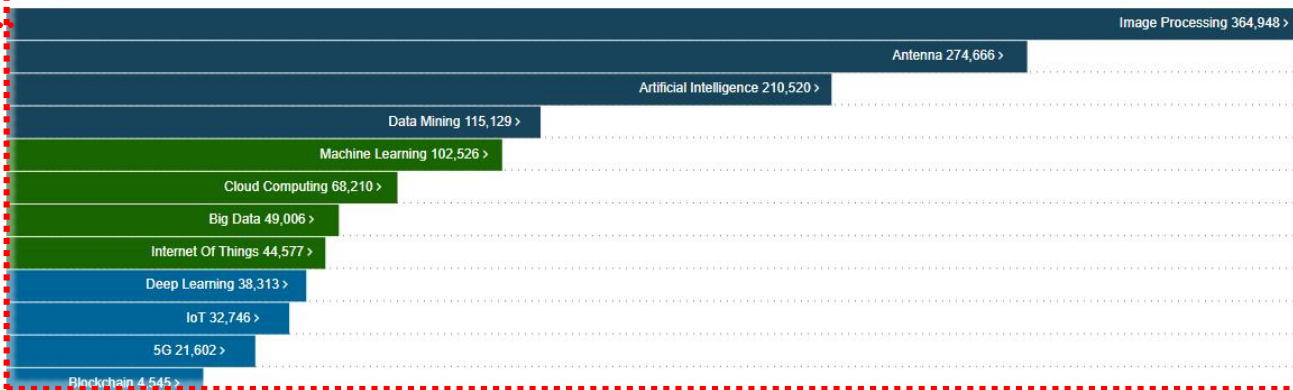 Image Processing 364,948 ›
Antenna 274,666 ›
Artificial Intelligence 210,520 ›
Data Mining 115,129 ›
Machine Learning 102,526 ›
Cloud Computing 68,210 ›
Big Data 49,006 ›
Internet Of Things 44,577 ›
Deep Learning 38,313 ›
IoT 32,746 ›
5G 21,602 ›
Blockchain 4,545 ›